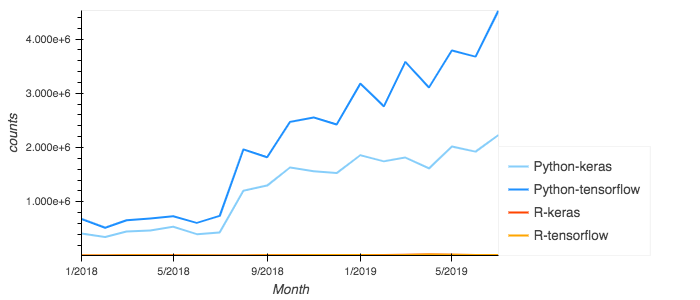 4.000e+6
3.000e+6
2.000e+6
1.000e+6
counts
1/2018
5/2018
9/2018
1/2019
5/2019
Month
Python-keras
Python-tensorflow
R-keras
R-tensorflow